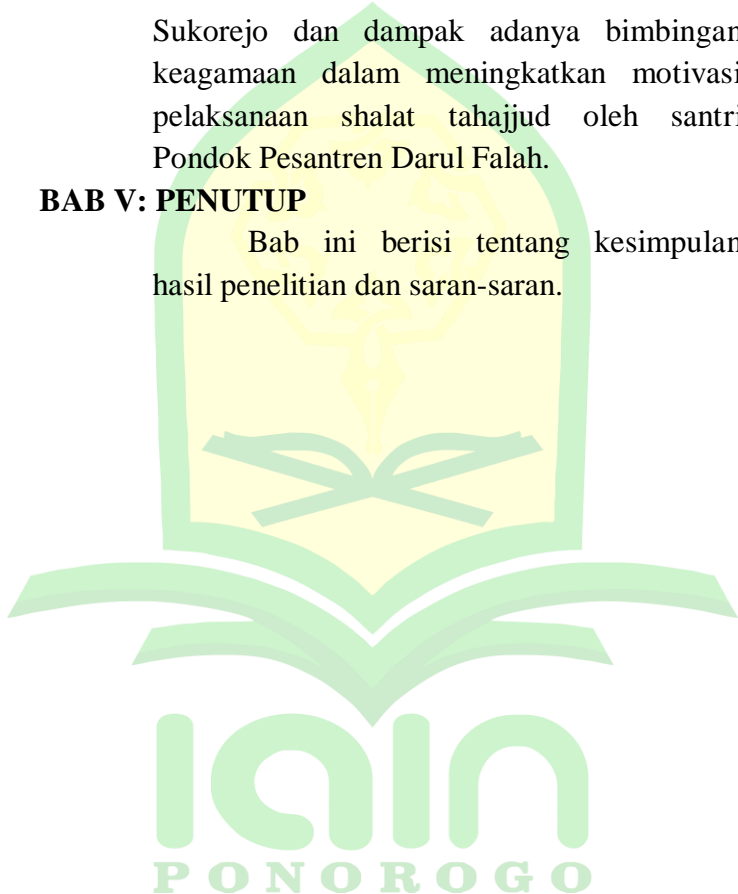 Sukorejo dan dampak adanya bimbingan
keagamaan dalam meningkatkan motivasi
pelaksanaan shalat tahajjud oleh santri
Pondok Pesantren Darul Falah.
BAB V: PENUTUP
Bab ini berisi tentang kesimpulan
hasil penelitian dan saran-saran.
iain
PONOROGO